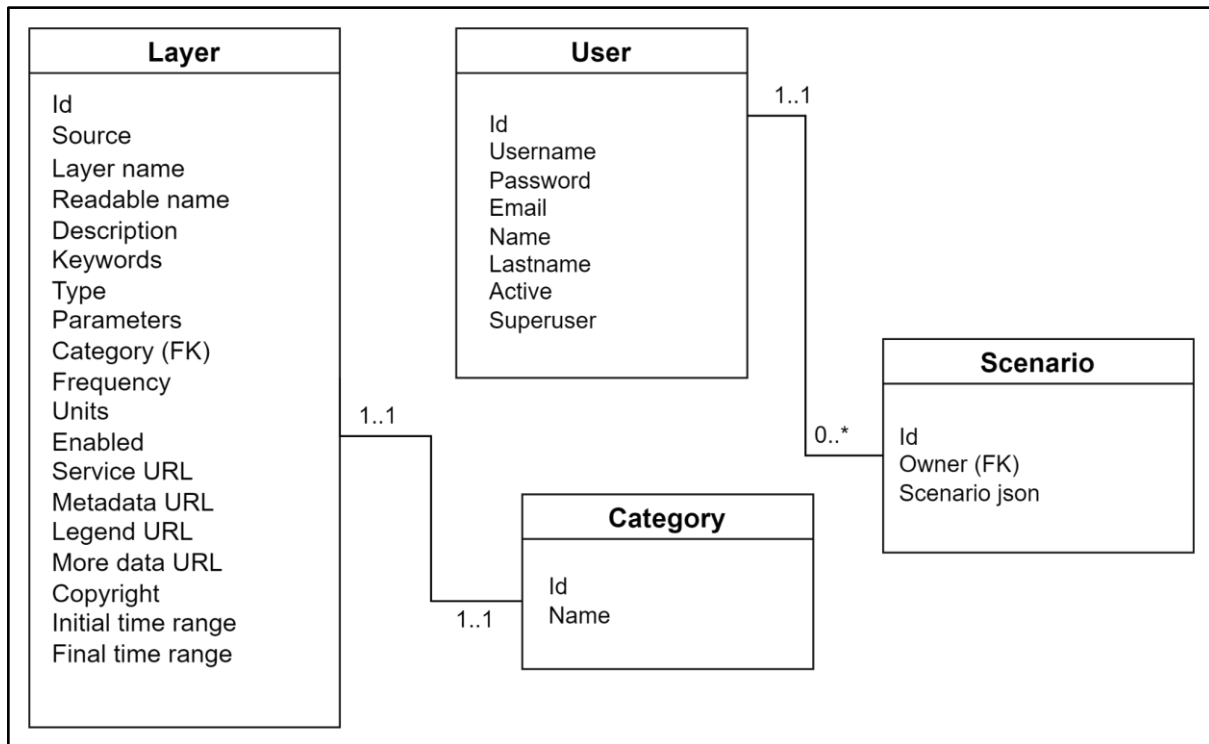 Layer
Id
Source
Layer name
Readable name
Description
Keywords
Type
Parameters
Category (FK)
Frequency
Units
Enabled
Service URL
Metadata URL
Legend URL
More data URL
Copyright
Initial time range
Final time range
1..1
1..1
User
Id
Username
Password
Email
Name
Lastname
Active
Superuser
1..1
0..*
Category
Id
Name
Scenario
Id
Owner (FK)
Scenario json